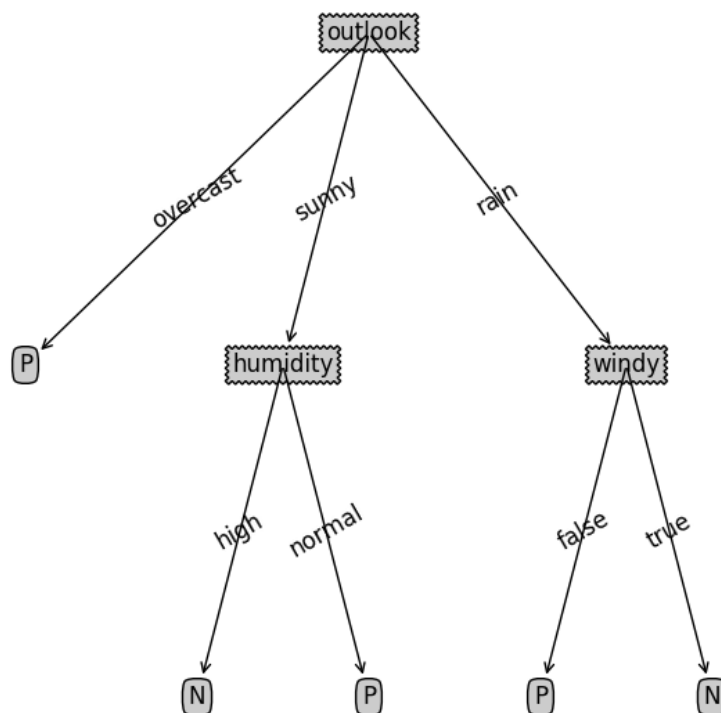 outlook
overcast
sunny
rain
P
humidity
windy
high
normal
false
true
N
P
P
N